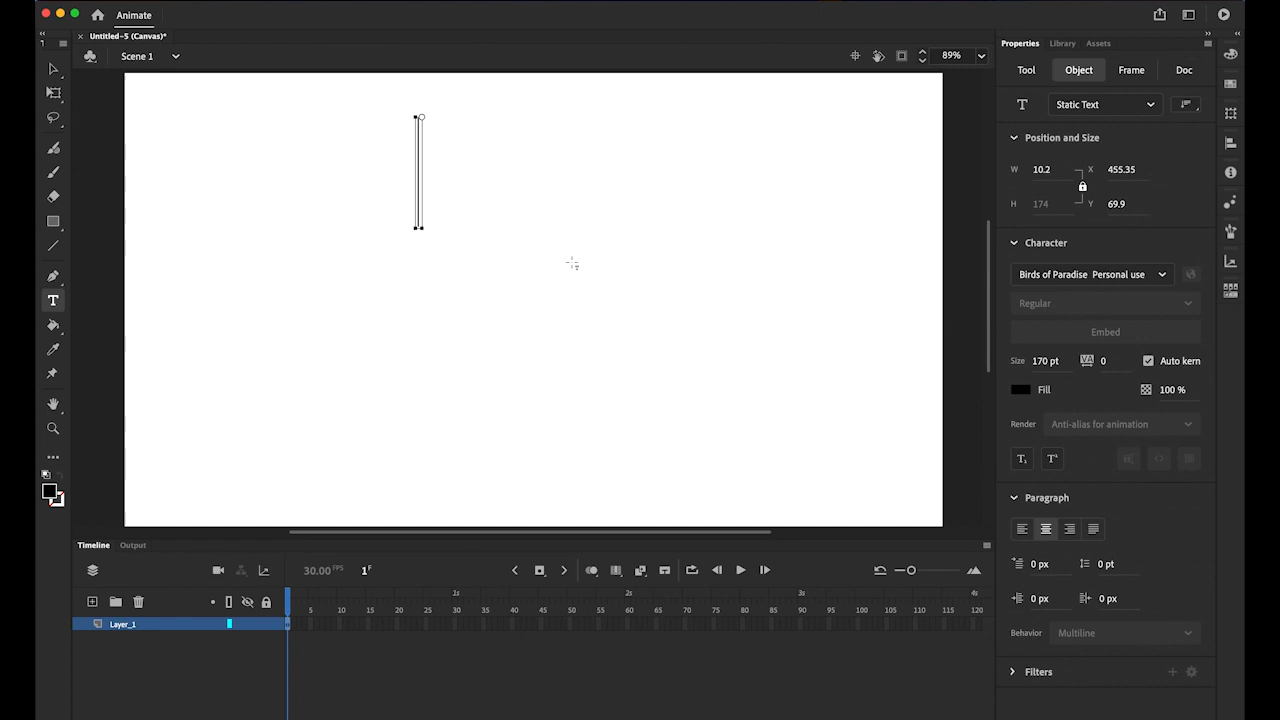 Animate
Untitled-5 (Canvas)*
Scene 1
89%
Properties Library Assets
Tool Object Frame Doc
Static Text
Position and Size
W 10.2 X 455.35
H 174 Y 69.9
Character
Birds of Paradise Personal use
Regular
Embed
Size 170 pt VA 0 Auto kern
Fill 100 %
Render Anti-alias for animation
T₁ T¹
Paragraph
0 px 0 pt
0 px 0 px
Behavior Multiline
Filters
Timeline Output
30.00 FPS 1 F
1s 2s 3s 4s
5 10 15 20 25 30 35 40 45 50 55 60 65 70 75 80 85 90 95 100 105 110 115 120
Layer_1